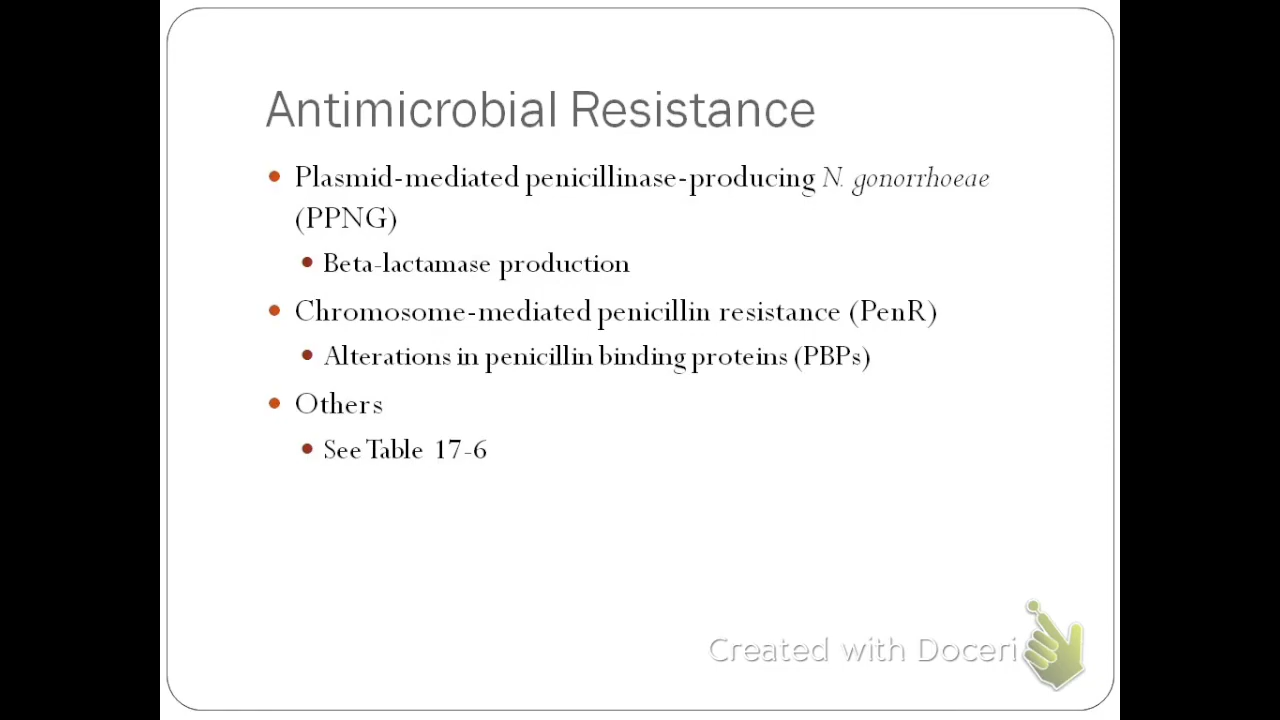 Antimicrobial Resistance
Plasmid-mediated penicillinase-producing N. gonorrhoeae
(PPNG)
Beta-lactamase production
Chromosome-mediated penicillin resistance (PenR)
Alterations in penicillin binding proteins (PBPs)
Others
See Table 17-6
Created with Doceri